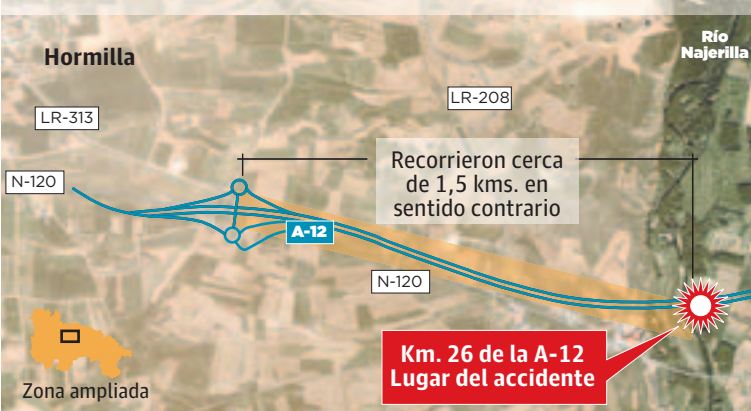 Hormilla
Río
Najerilla
LR-208
LR-313
Recorrieron cerca
de 1,5 kms. en
sentido contrario
N-120
A-12
N-120
Km. 26 de la A-12
Lugar del accidente
Zona ampliada